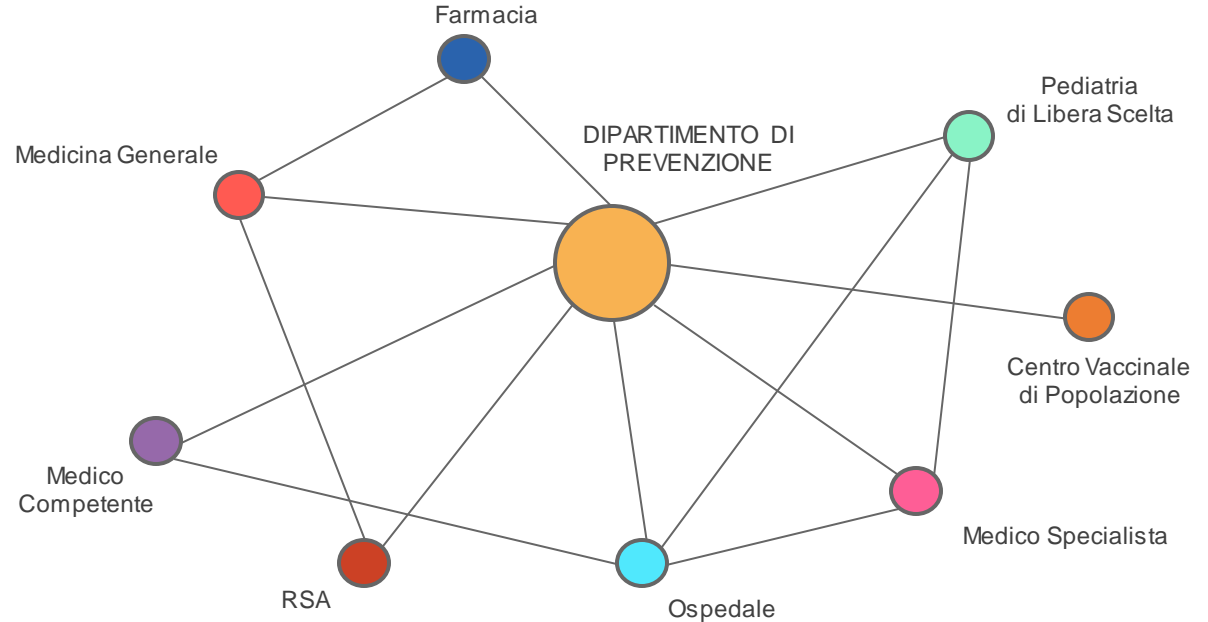 Farmacia
Pediatria
di Libera Scelta
DIPARTIMENTO DI
PREVENZIONE
Medicina Generale
Centro Vaccinale
di Popolazione
Medico
Competente
Medico Specialista
RSA
Ospedale